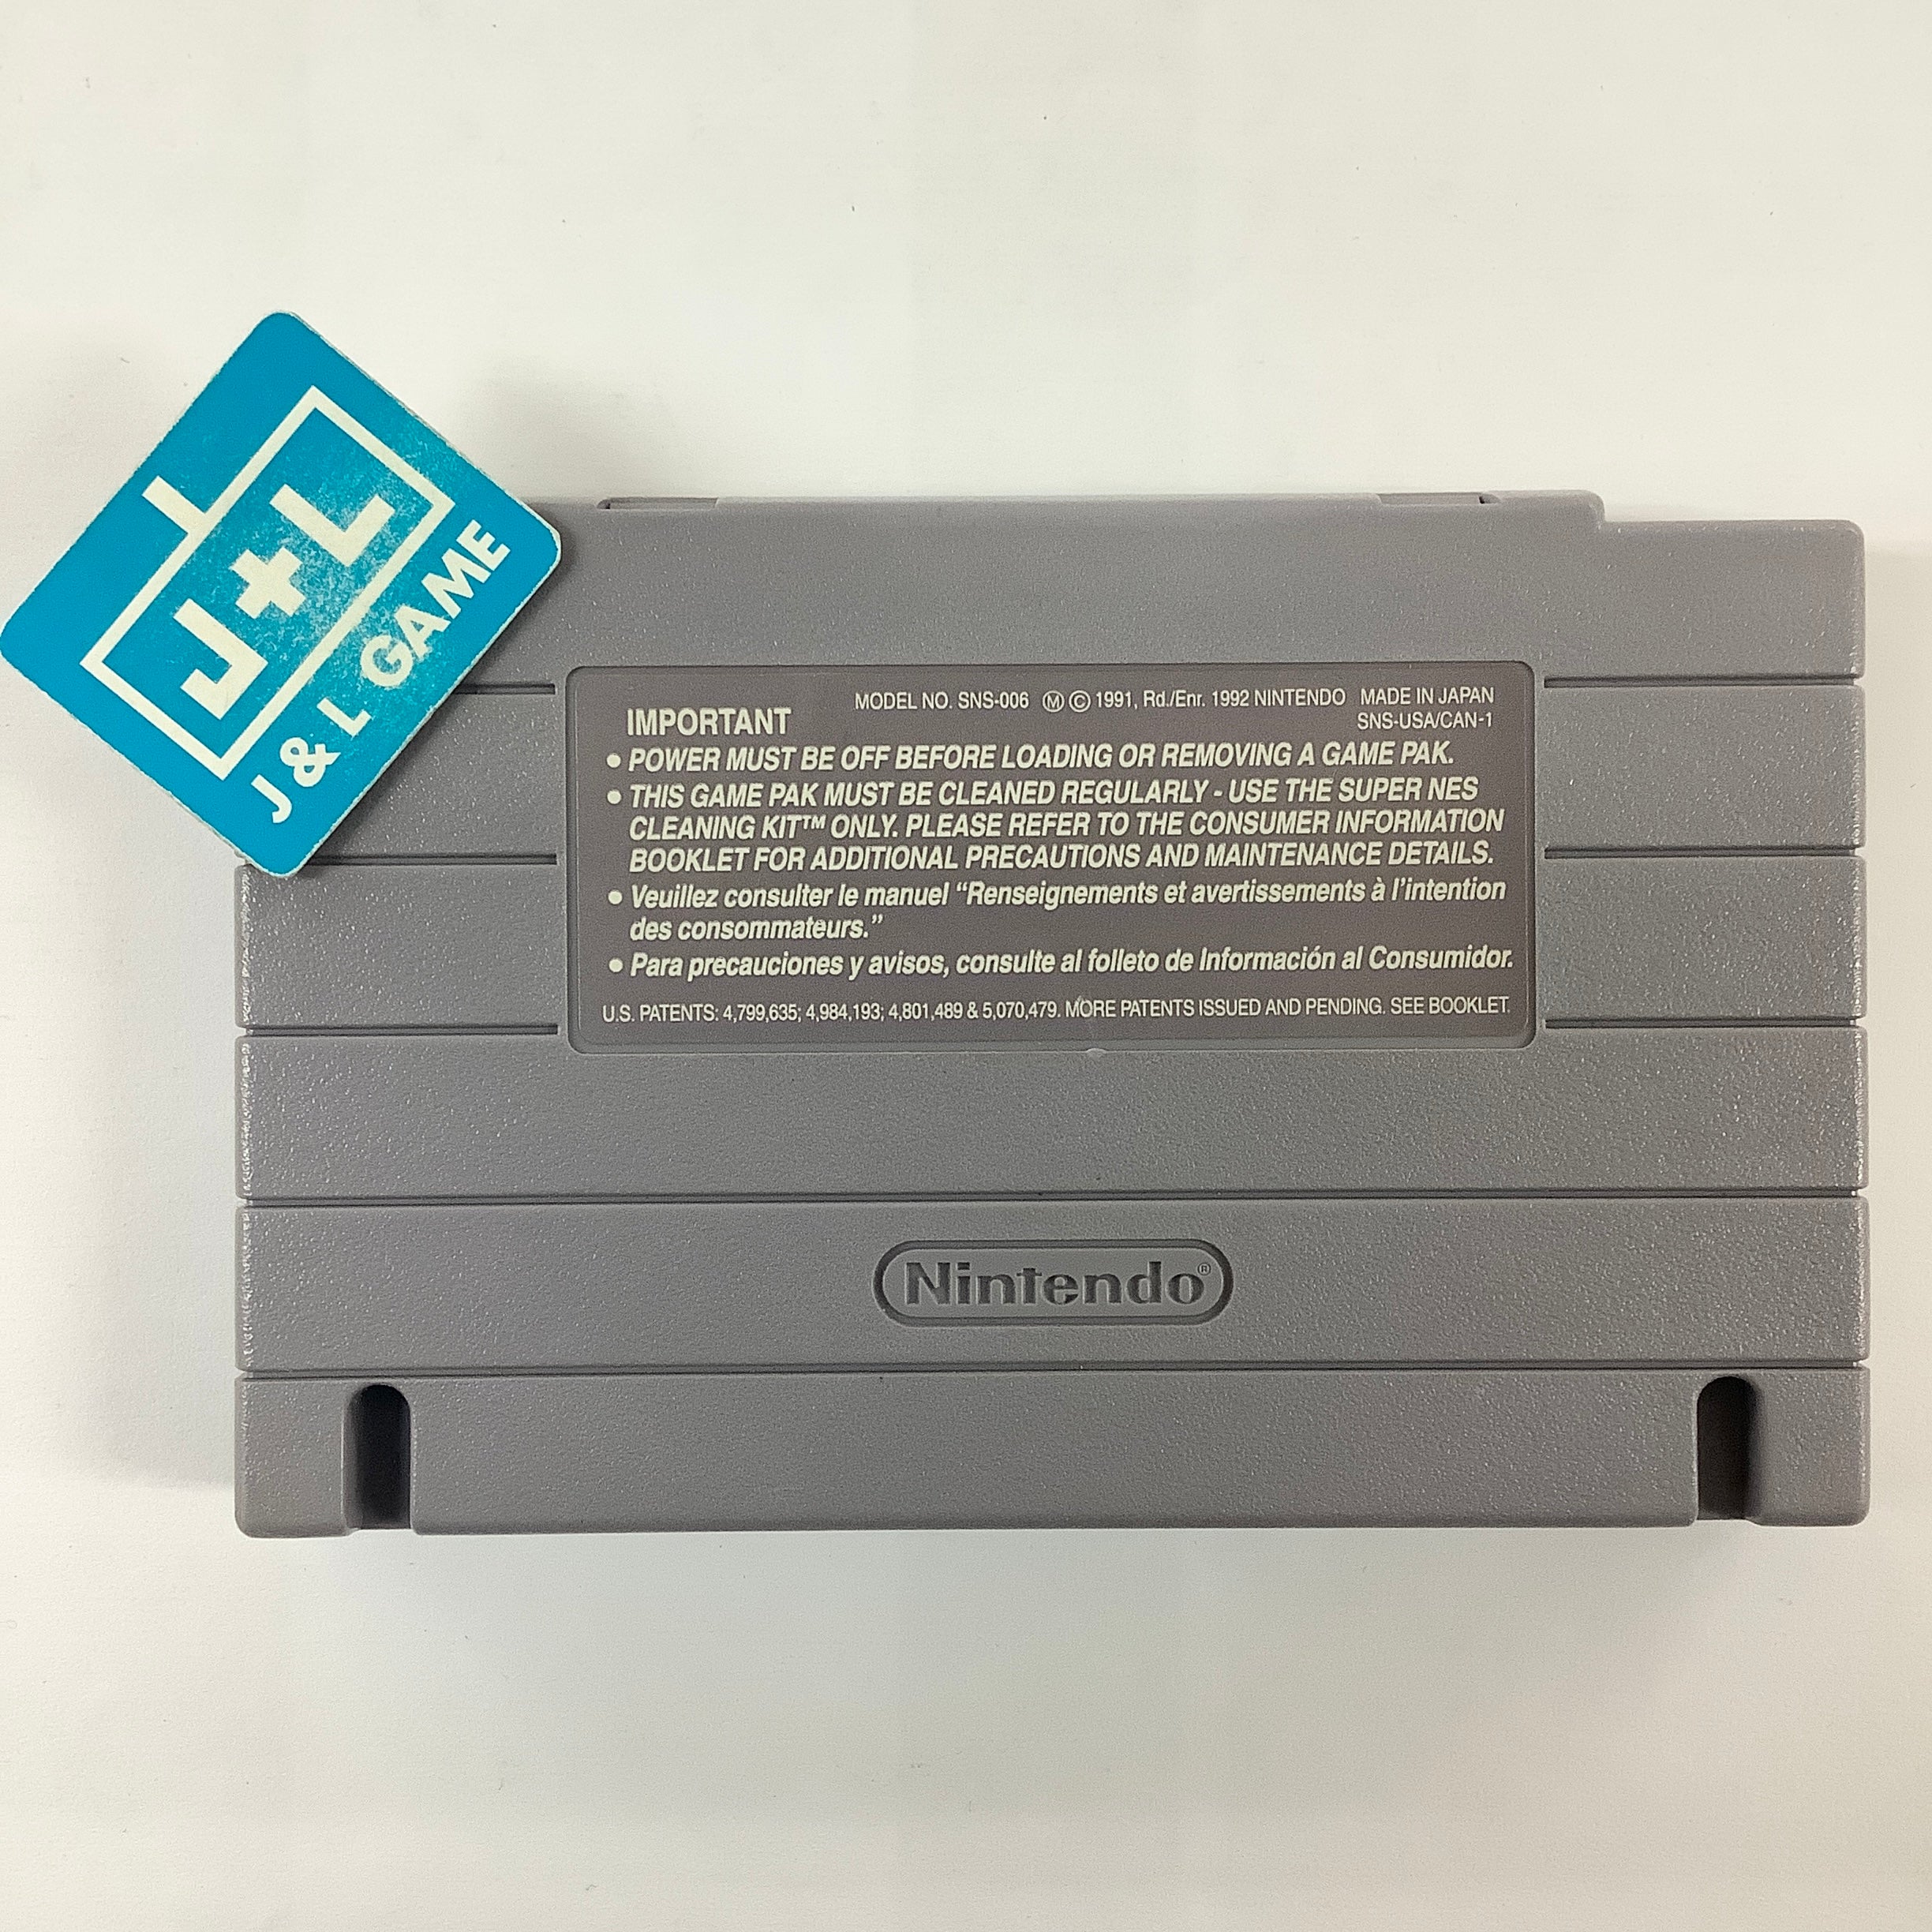 J+L
J & L GAME
MODEL NO. SNS-006 Ⓜ © 1991, Rd./Enr. 1992 NINTENDO MADE IN JAPAN
SNS-USA/CAN-1
IMPORTANT
• POWER MUST BE OFF BEFORE LOADING OR REMOVING A GAME PAK.
• THIS GAME PAK MUST BE CLEANED REGULARLY - USE THE SUPER NES
CLEANING KIT™ ONLY. PLEASE REFER TO THE CONSUMER INFORMATION
BOOKLET FOR ADDITIONAL PRECAUTIONS AND MAINTENANCE DETAILS.
• Veuillez consulter le manuel “Renseignements et avertissements à l’intention
des consommateurs.”
• Para precauciones y avisos, consulte al folleto de Información al Consumidor.
U.S. PATENTS: 4,799,635; 4,984,193; 4,801,489 & 5,070,479. MORE PATENTS ISSUED AND PENDING. SEE BOOKLET.
Nintendo®